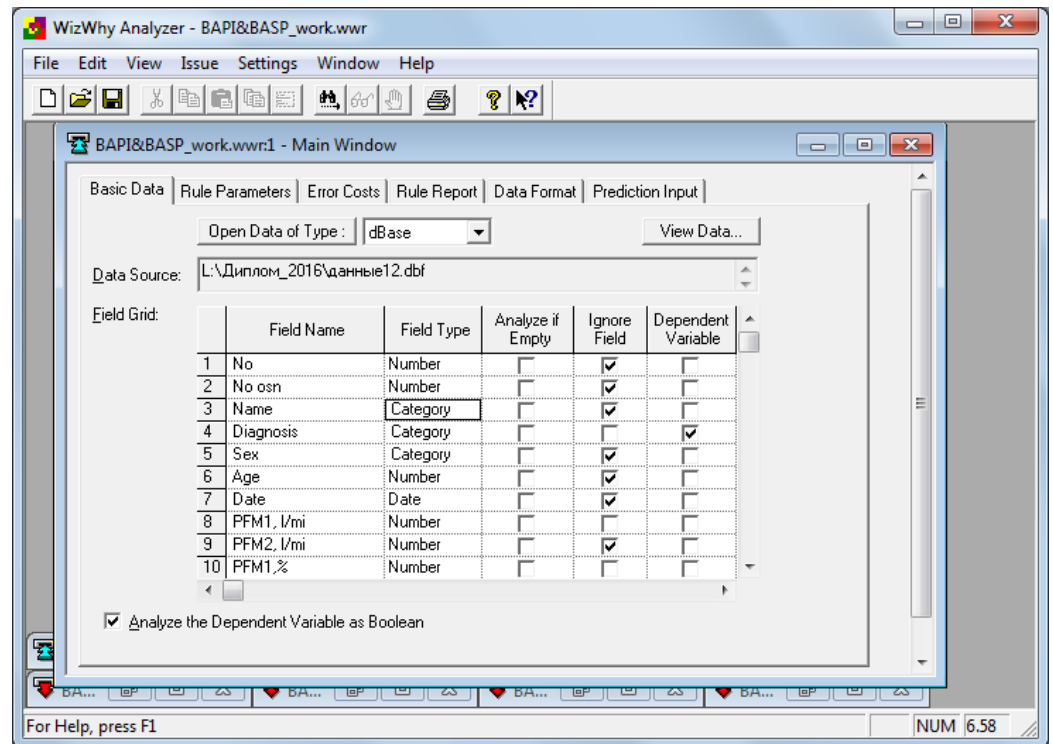 WizWhy Analyzer - BAPI&BASP_work.wwr
File Edit View Issue Settings Window Help
BAPI&BASP_work.wwr:1 - Main Window
Basic Data Rule Parameters Error Costs Rule Report Data Format Prediction Input
Open Data of Type : dBase View Data...
Data Source: L:\Диплом_2016\данные12.dbf
Field Grid:
Field Name Field Type Analyze if Empty Ignore Field Dependent Variable
1 No Number
2 No osn Number
3 Name Category
4 Diagnosis Category
5 Sex Category
6 Age Number
7 Date Date
8 PFM1, l/mi Number
9 PFM2, l/mi Number
10 PFM1,% Number
Analyze the Dependent Variable as Boolean
BA... BA... BA... BA...
For Help, press F1 NUM 6.58